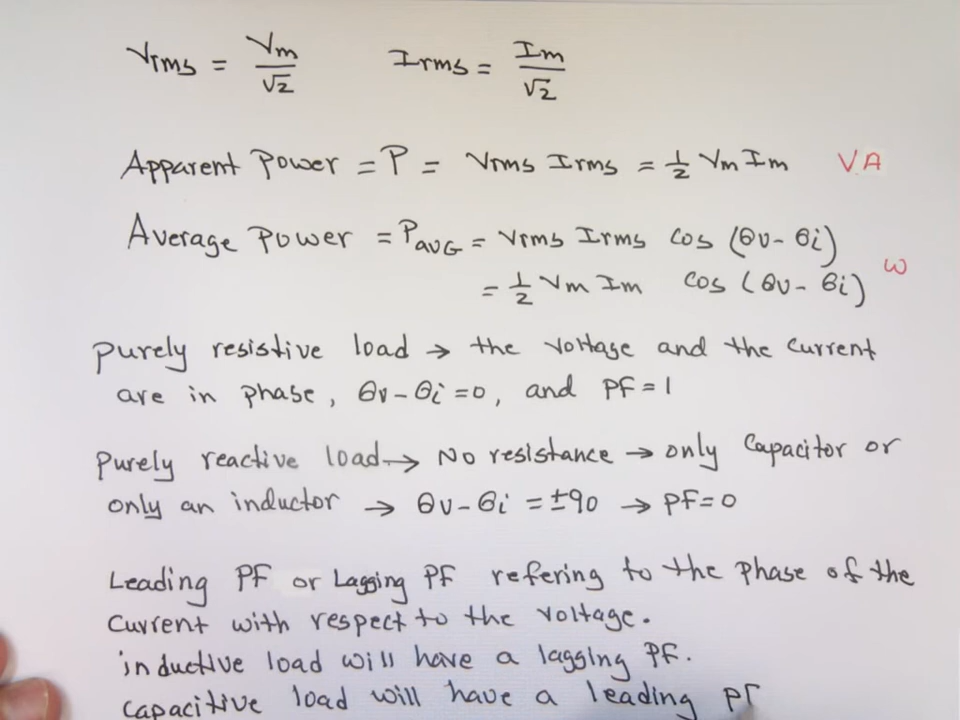 Vrms = Vm/√2    Irms = Im/√2
Apparent Power = P = Vrms Irms = 1/2 Vm Im    VA
Average Power = PAVG = Vrms Irms cos (θv - θi)
= 1/2 Vm Im cos (θv - θi)    W
purely resistive load → the voltage and the current
are in phase, θv - θi = 0, and PF = 1
purely reactive load → No resistance → only capacitor or
only an inductor → θv - θi = ±90 → PF = 0
Leading PF or Lagging PF refering to the phase of the
current with respect to the voltage.
inductive load will have a lagging PF.
capacitive load will have a leading PF